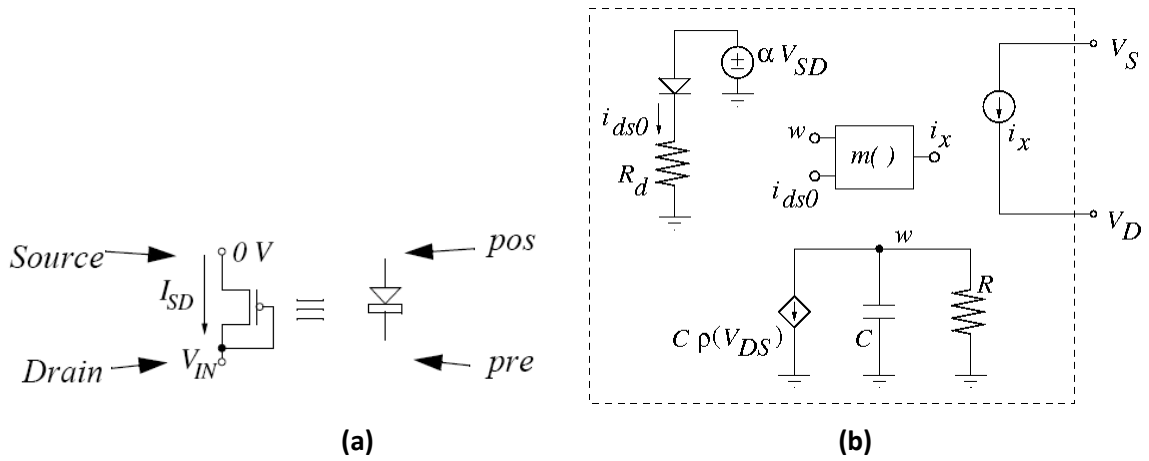 Source
0 V
I_SD
Drain
V_IN
pos
pre
(a)
α V_SD
i_ds0
R_d
w
i_ds0
m( )
i_x
i_x
V_S
V_D
w
C ρ(V_DS)
C
R
(b)